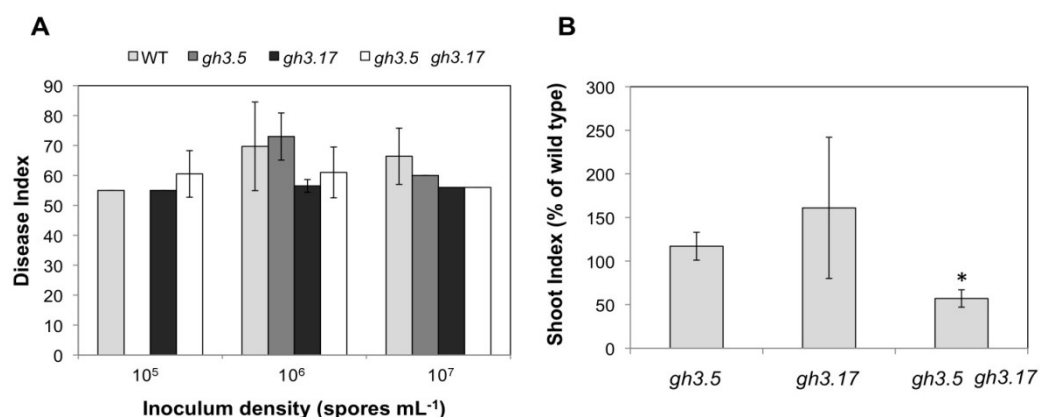 A
WT gh3.5 gh3.17 gh3.5 gh3.17
Disease Index
90
80
70
60
50
40
30
20
10
0
10⁵ 10⁶ 10⁷
Inoculum density (spores mL⁻¹)
B
Shoot Index (% of wild type)
300
250
200
150
100
50
0
*
gh3.5 gh3.17 gh3.5 gh3.17